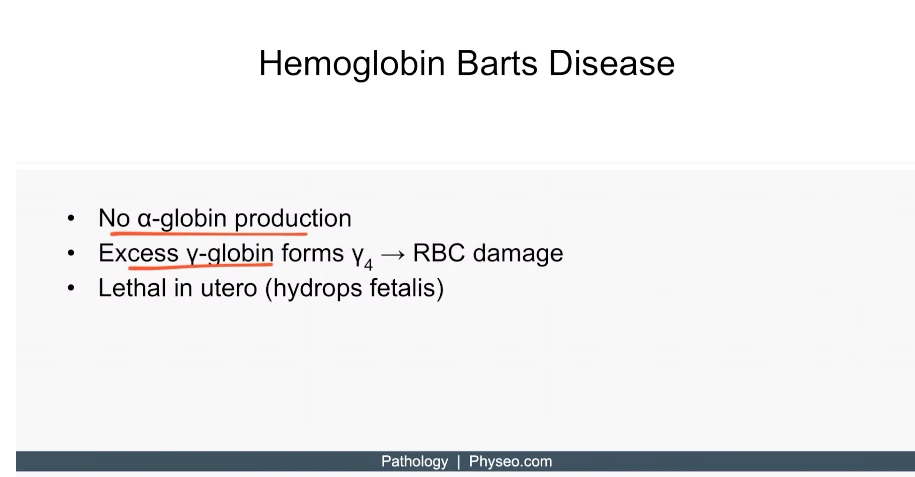 Hemoglobin Barts Disease
• No α-globin production
• Excess γ-globin forms γ₄ → RBC damage
• Lethal in utero (hydrops fetalis)
Pathology | Physeo.com